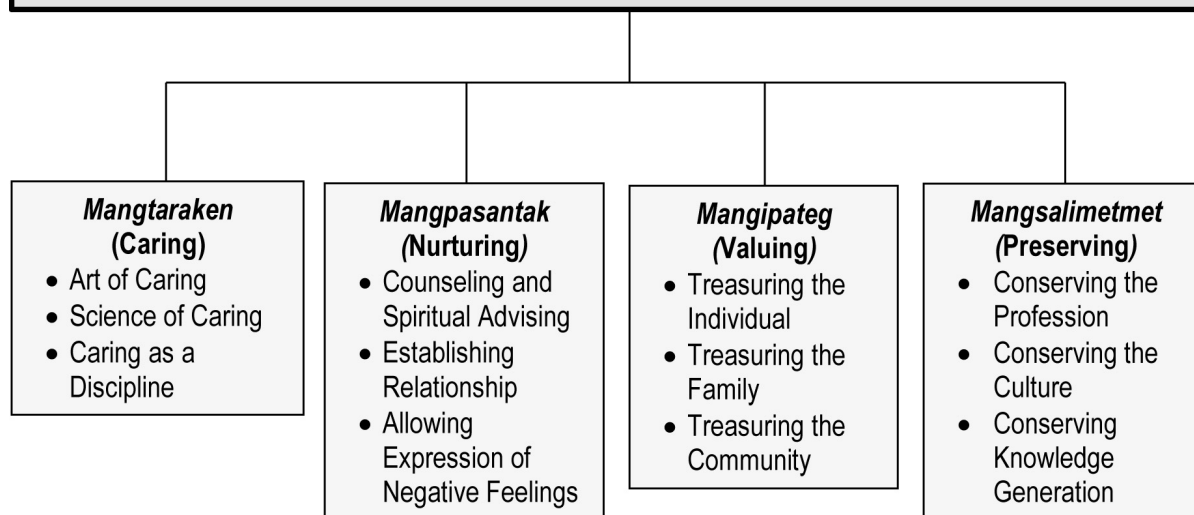 Mangtaraken
(Caring)
• Art of Caring
• Science of Caring
• Caring as a
Discipline
Mangpasantak
(Nurturing)
• Counseling and
Spiritual Advising
• Establishing
Relationship
• Allowing
Expression of
Negative Feelings
Mangipateg
(Valuing)
• Treasuring the
Individual
• Treasuring the
Family
• Treasuring the
Community
Mangsalimetmet
(Preserving)
• Conserving the
Profession
• Conserving the
Culture
• Conserving
Knowledge
Generation